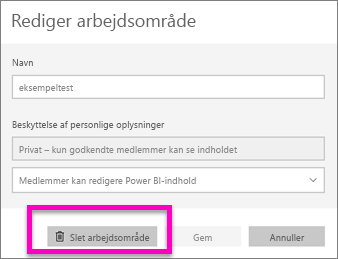 Rediger arbejdsområde
Navn
eksempeltest
Beskyttelse af personlige oplysninger
Privat – kun godkendte medlemmer kan se indholdet
Medlemmer kan redigere Power BI-indhold
Slet arbejdsområde Gem Annuller